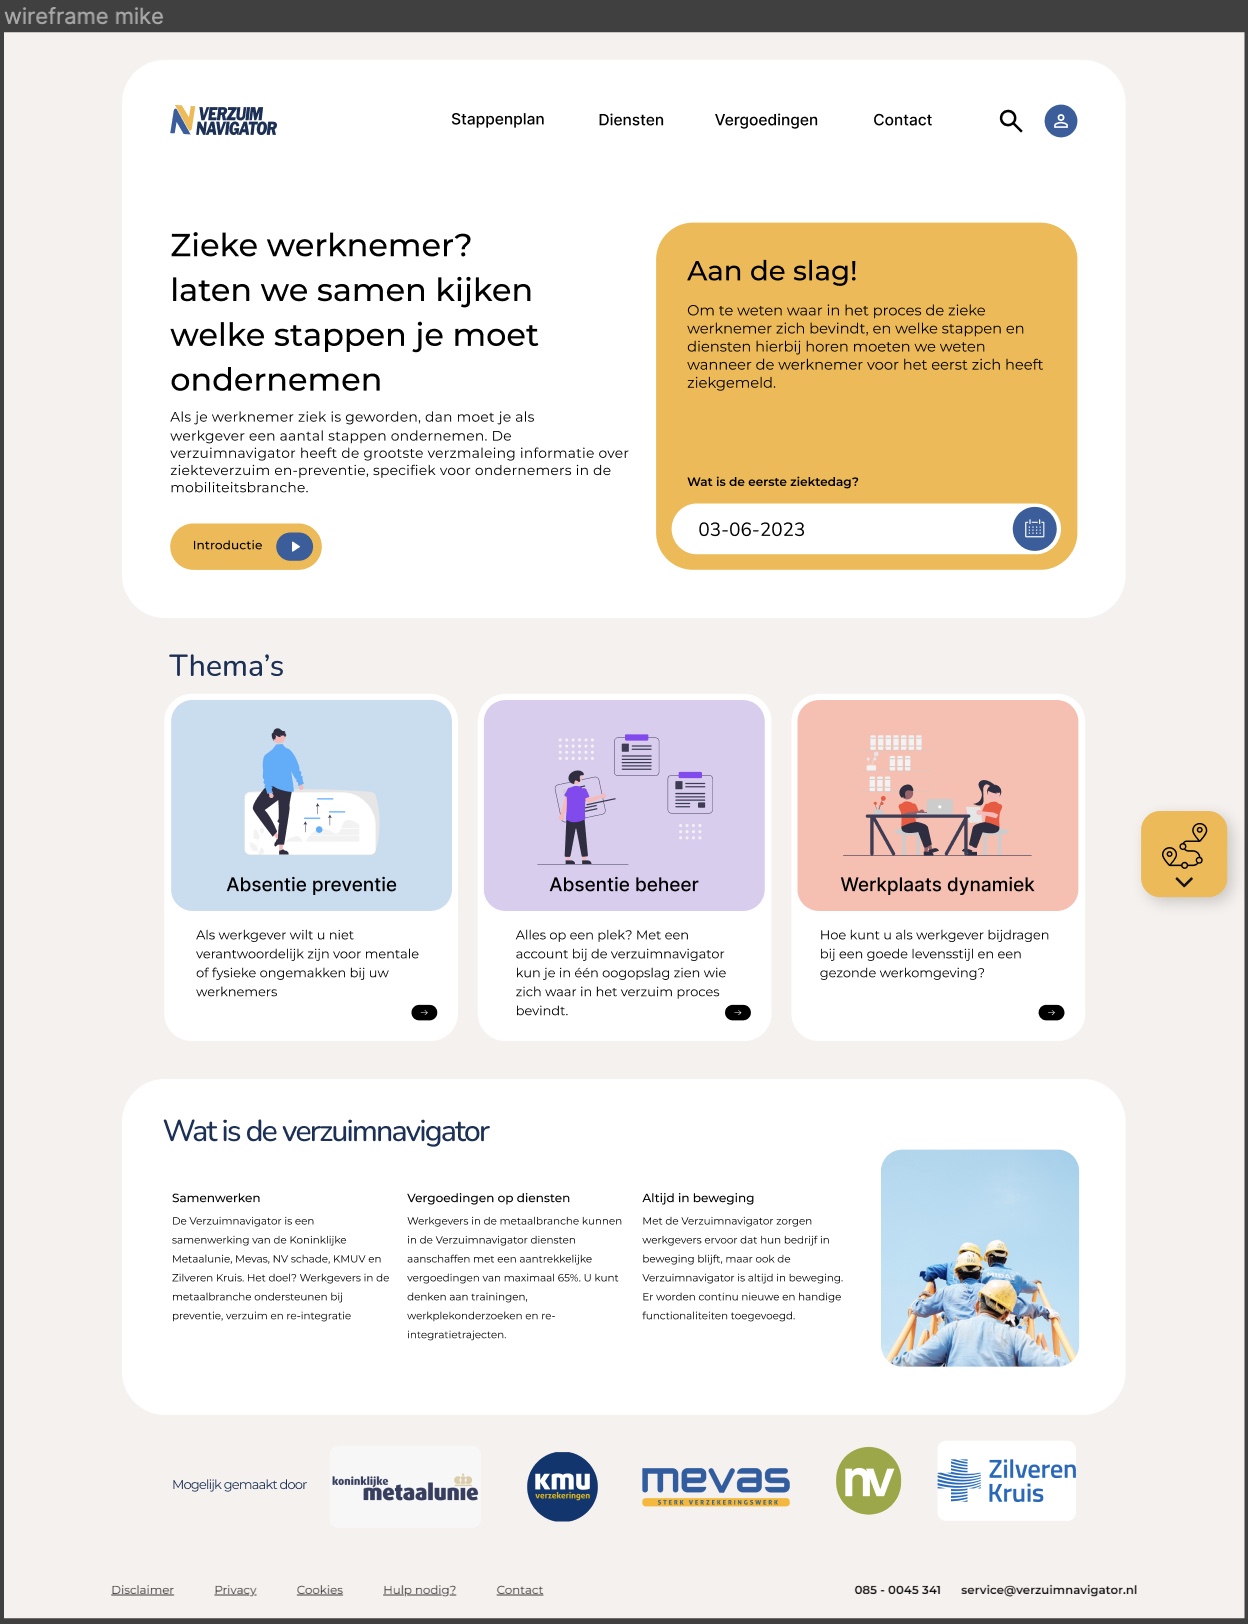 wireframe mike
VERZUIM
NAVIGATOR
Stappenplan
Diensten
Vergoedingen
Contact
Zieke werknemer?
laten we samen kijken
welke stappen je moet
ondernemen
Als je werknemer ziek is geworden, dan moet je als
werkgever een aantal stappen ondernemen. De
verzuimnavigator heeft de grootste verzmaleing informatie over
ziekteverzuim en-preventie, specifiek voor ondernemers in de
mobiliteitsbranche.
Introductie
Aan de slag!
Om te weten waar in het proces de zieke
werknemer zich bevindt, en welke stappen en
diensten hierbij horen moeten we weten
wanneer de werknemer voor het eerst zich heeft
ziekgemeld.
Wat is de eerste ziektedag?
03-06-2023
Thema's
Absentie preventie
Als werkgever wilt u niet
verantwoordelijk zijn voor mentale
of fysieke ongemakken bij uw
werknemers
Absentie beheer
Alles op een plek? Met een
account bij de verzuimnavigator
kun je in één oogopslag zien wie
zich waar in het verzuim proces
bevindt.
Werkplaats dynamiek
Hoe kunt u als werkgever bijdragen
bij een goede levensstijl en een
gezonde werkomgeving?
Wat is de verzuimnavigator
Samenwerken
De Verzuimnavigator is een
samenwerking van de Koninklijke
Metaalunie, Mevas, NV schade, KMUV en
Zilveren Kruis. Het doel? Werkgevers in de
metaalbranche ondersteunen bij
preventie, verzuim en re-integratie
Vergoedingen op diensten
Werkgevers in de metaalbranche kunnen
in de Verzuimnavigator diensten
aanschaffen met een aantrekkelijke
vergoedingen van maximaal 65%. U kunt
denken aan trainingen,
werkplekonderzoeken en re-
integratietrajecten.
Altijd in beweging
Met de Verzuimnavigator zorgen
werkgevers ervoor dat hun bedrijf in
beweging blijft, maar ook de
Verzuimnavigator is altijd in beweging.
Er worden continu nieuwe en handige
functionaliteiten toegevoegd.
Mogelijk gemaakt door
koninklijke
metaalunie
kmu
verzekeringen
mevas
STERK VERZEKERINGSWERK
nv
Zilveren
Kruis
Disclaimer
Privacy
Cookies
Hulp nodig?
Contact
085 - 0045 341
service@verzuimnavigator.nl